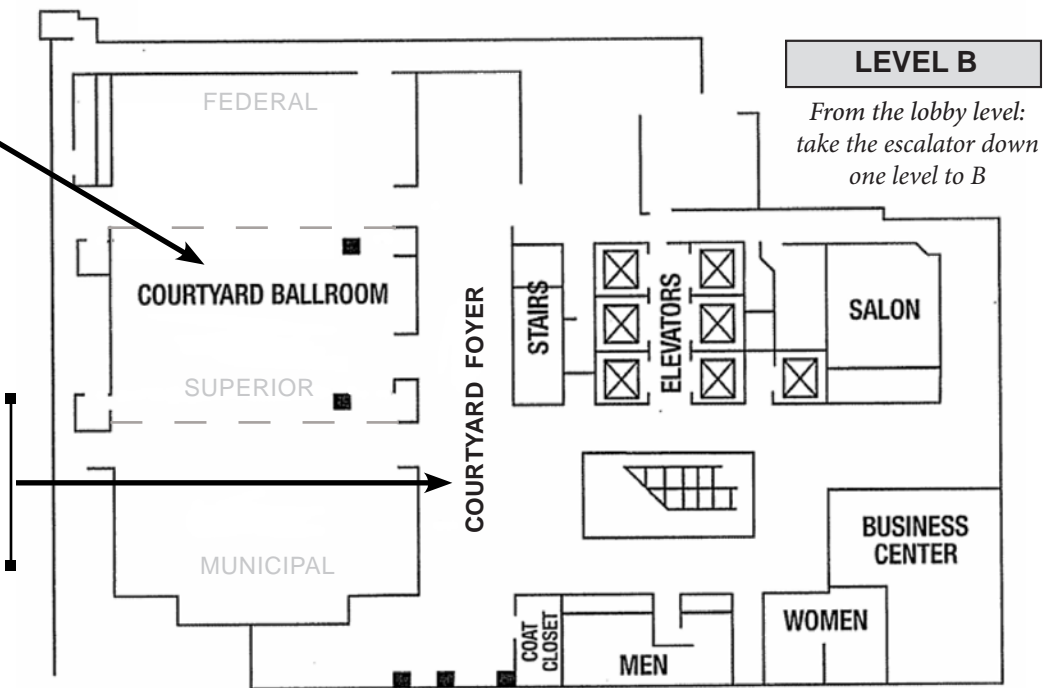 LEVEL B
From the lobby level:
take the escalator down
one level to B
FEDERAL
COURTYARD BALLROOM
SUPERIOR
MUNICIPAL
COURTYARD FOYER
STAIRS
ELEVATORS
SALON
BUSINESS
CENTER
WOMEN
COAT
CLOSET
MEN